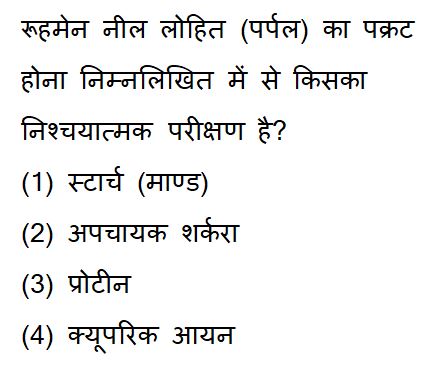 रूहमेन नील लोहित (पर्पल) का पक्रट
होना निम्नलिखित में से किसका
निश्चयात्मक परीक्षण है?
(1) स्टार्च (माण्ड)
(2) अपचायक शर्करा
(3) प्रोटीन
(4) क्यूपरिक आयन